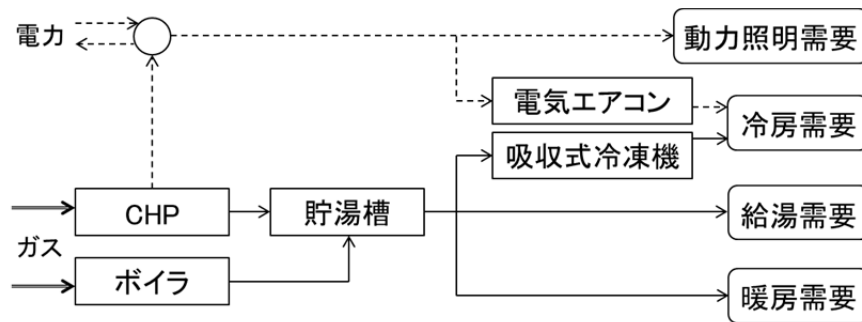 電力
動力照明需要
電気エアコン
冷房需要
吸収式冷凍機
CHP
貯湯槽
給湯需要
ガス
ボイラ
暖房需要